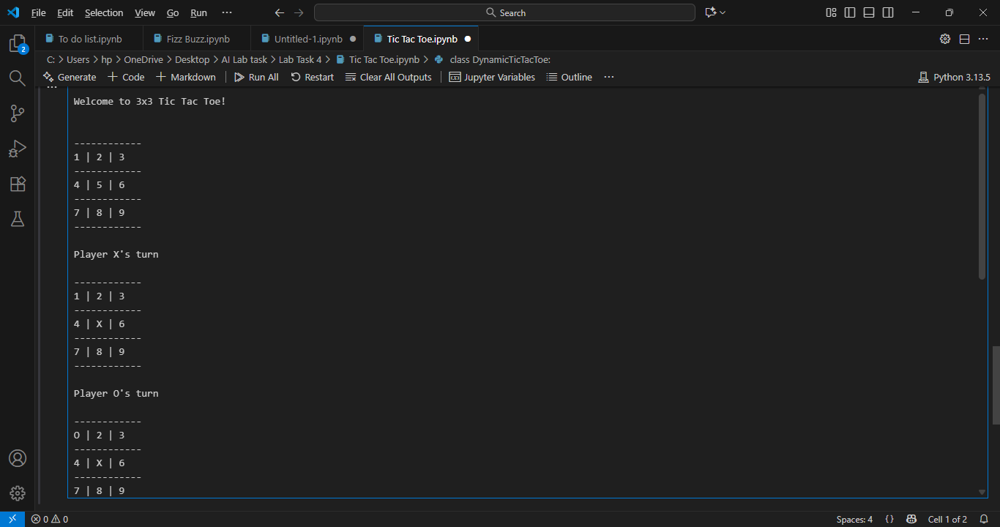 File Edit Selection View Go Run ··· Search
2
To do list.ipynb Fizz Buzz.ipynb Untitled-1.ipynb Tic Tac Toe.ipynb ···
C: > Users > hp > OneDrive > Desktop > AI Lab task > Lab Task 4 > Tic Tac Toe.ipynb > class DynamicTicTacToe:
Generate + Code + Markdown Run All Restart Clear All Outputs Jupyter Variables Outline ··· Python 3.13.5
···
Welcome to 3x3 Tic Tac Toe!
------------
1 | 2 | 3
------------
4 | 5 | 6
------------
7 | 8 | 9
------------
Player X's turn
------------
1 | 2 | 3
------------
4 | X | 6
------------
7 | 8 | 9
------------
Player O's turn
------------
O | 2 | 3
------------
4 | X | 6
------------
7 | 8 | 9
0 0 Spaces: 4 {} Cell 1 of 2